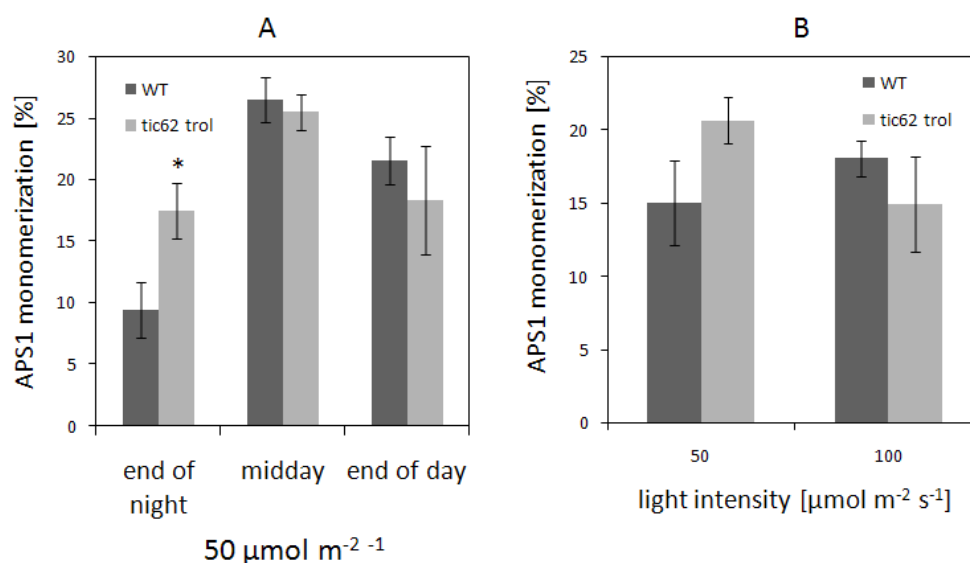 A
APS1 monomerization [%]
30
25
20
15
10
5
0
WT
tic62 trol
*
end of night
midday
end of day
50 µmol m⁻² ⁻¹
B
APS1 monomerization [%]
25
20
15
10
5
0
WT
tic62 trol
50
100
light intensity [µmol m⁻² s⁻¹]